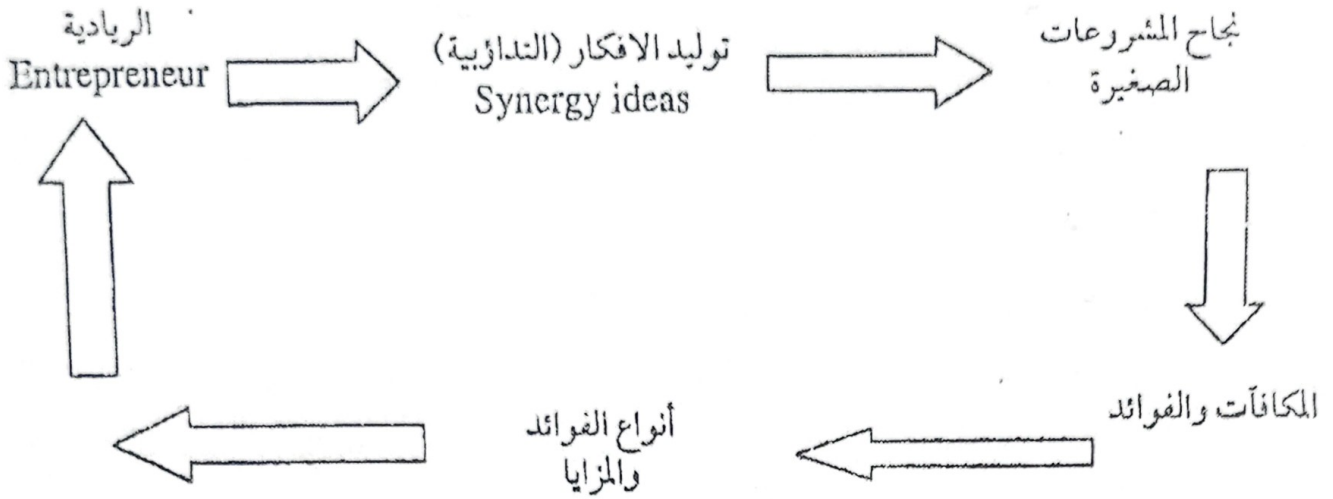 الريادية
Entrepreneur
توليد الافكار (التداؤبية)
Synergy ideas
نجاح المشروعات
الصغيرة
المكافآت والفوائد
أنواع الفوائد
والمزايا